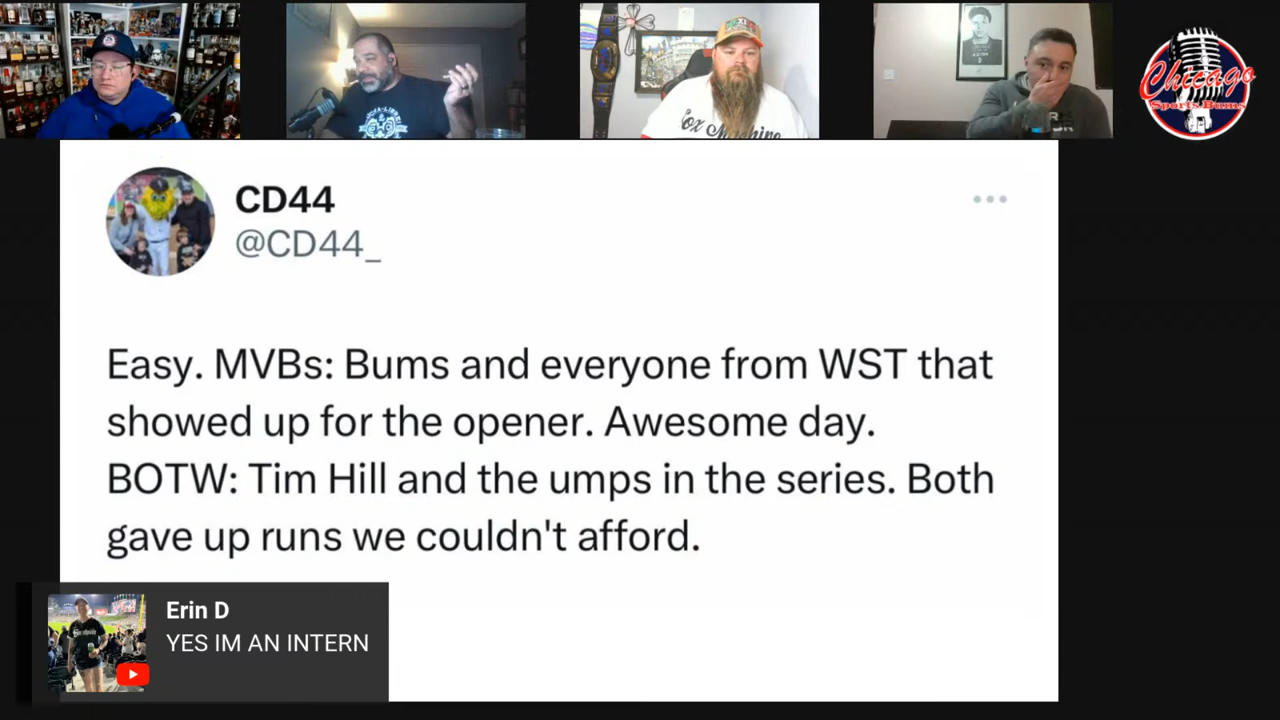 Chicago
Sports Bums
CD44
@CD44_
Easy. MVBs: Bums and everyone from WST that
showed up for the opener. Awesome day.
BOTW: Tim Hill and the umps in the series. Both
gave up runs we couldn't afford.
Erin D
YES IM AN INTERN